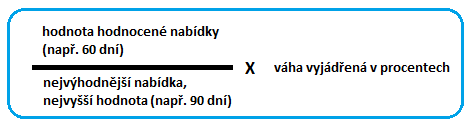 hodnota hodnocené nabídky
(např. 60 dní)
X váha vyjádřená v procentech
nejvýhodnější nabídka,
nejvyšší hodnota (např. 90 dní)